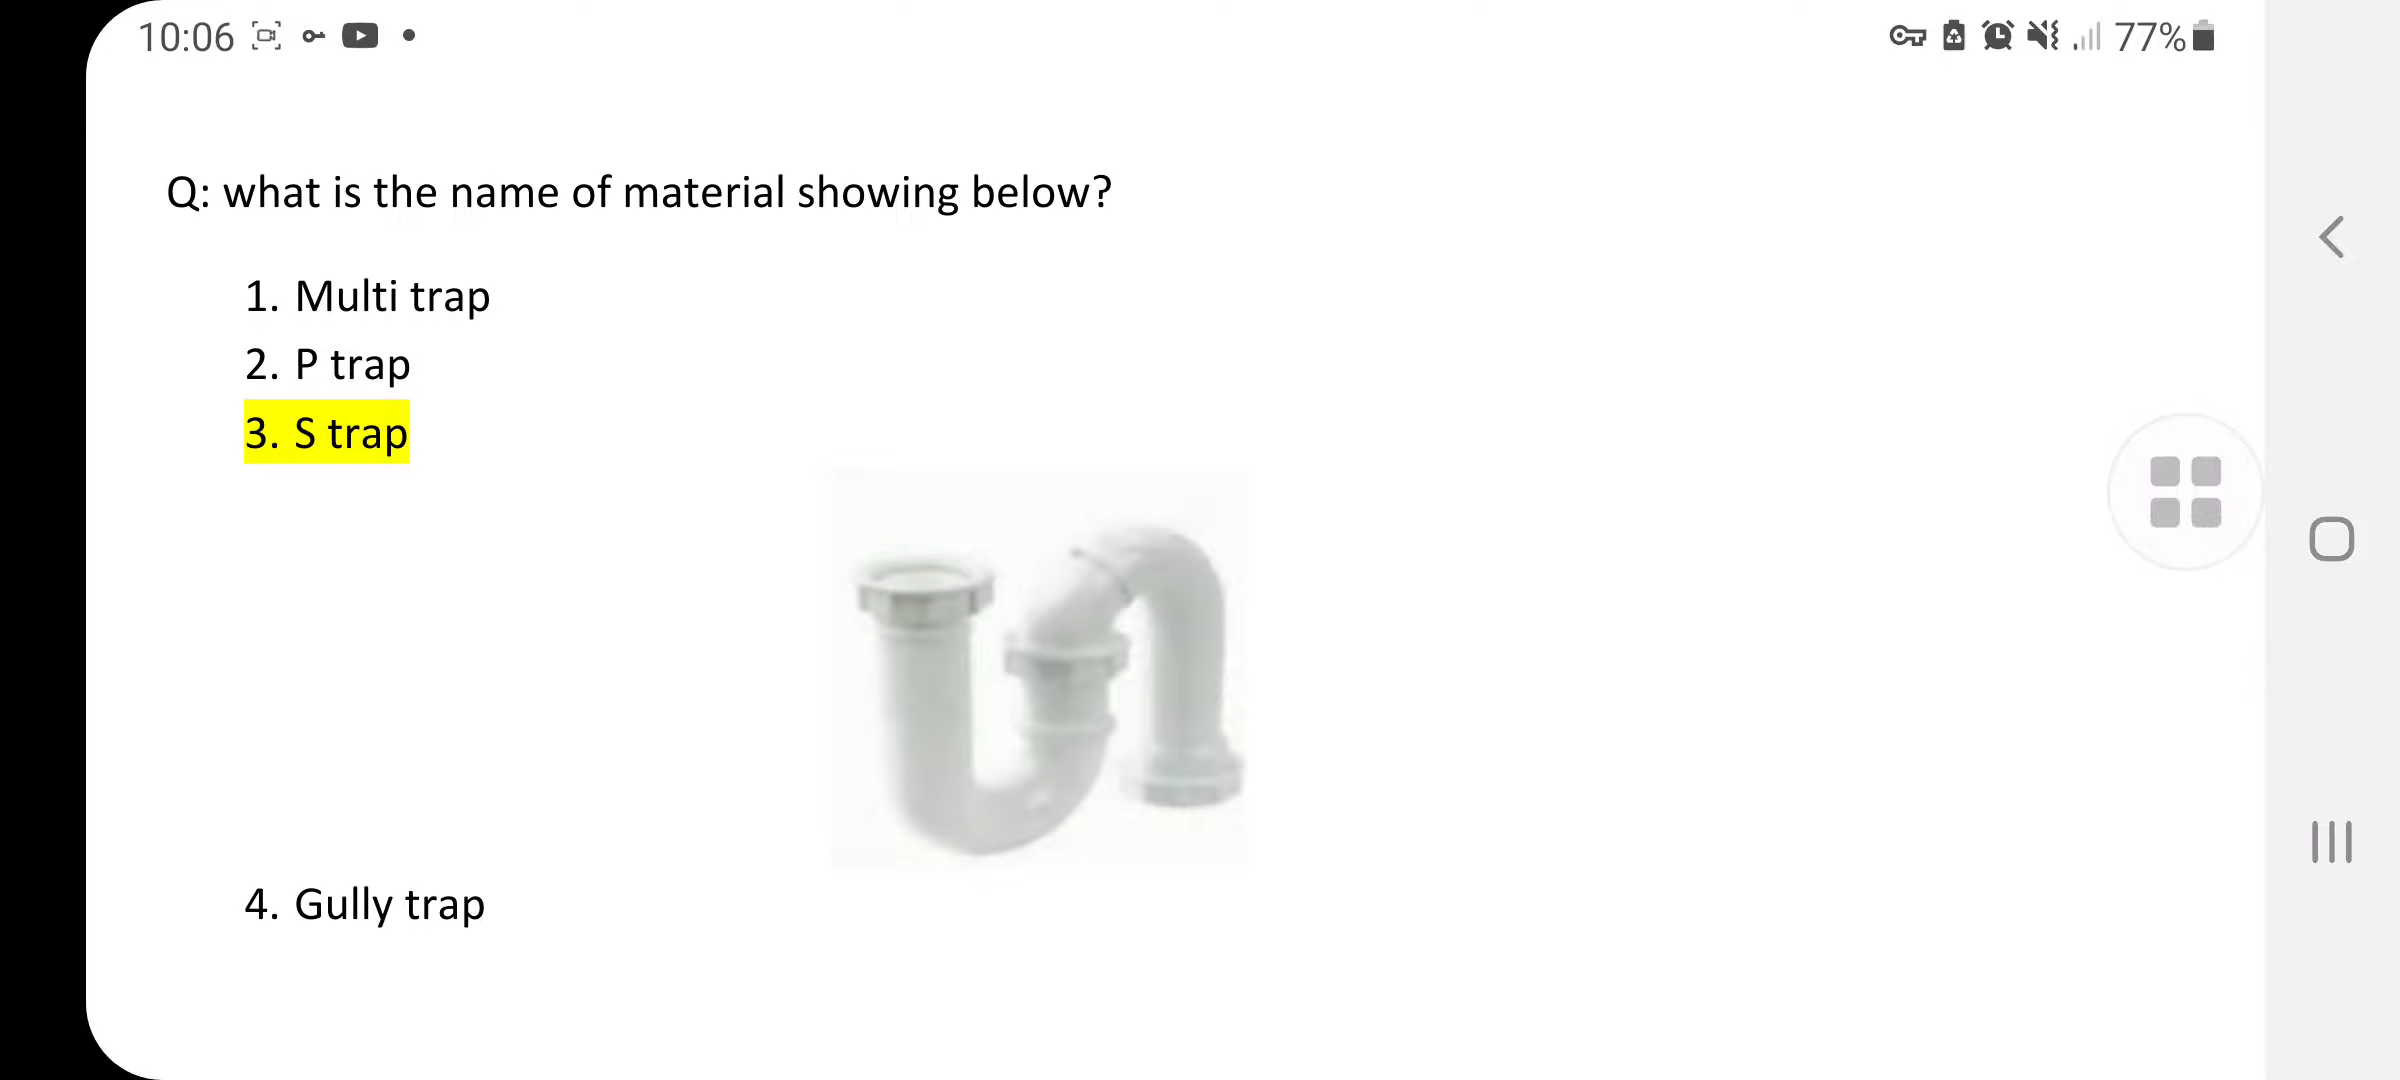 10:06
77%
Q: what is the name of material showing below?
1. Multi trap
2. P trap
3. S trap
4. Gully trap